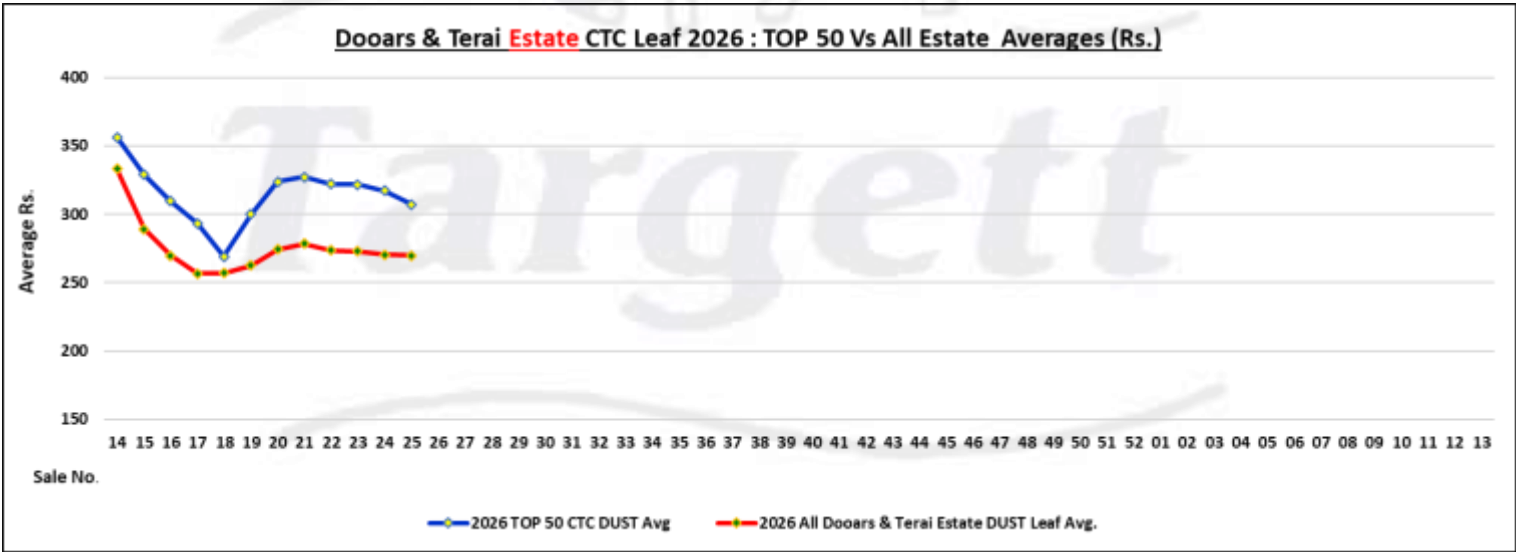 Dooars & Terai Estate CTC Leaf 2026 : TOP 50 Vs All Estate Averages (Rs.)
400
350
300
250
200
150
Average Rs.
14 15 16 17 18 19 20 21 22 23 24 25 26 27 28 29 30 31 32 33 34 35 36 37 38 39 40 41 42 43 44 45 46 47 48 49 50 51 52 01 02 03 04 05 06 07 08 09 10 11 12 13
Sale No.
2026 TOP 50 CTC DUST Avg 2026 All Dooars & Terai Estate DUST Leaf Avg.
Targett